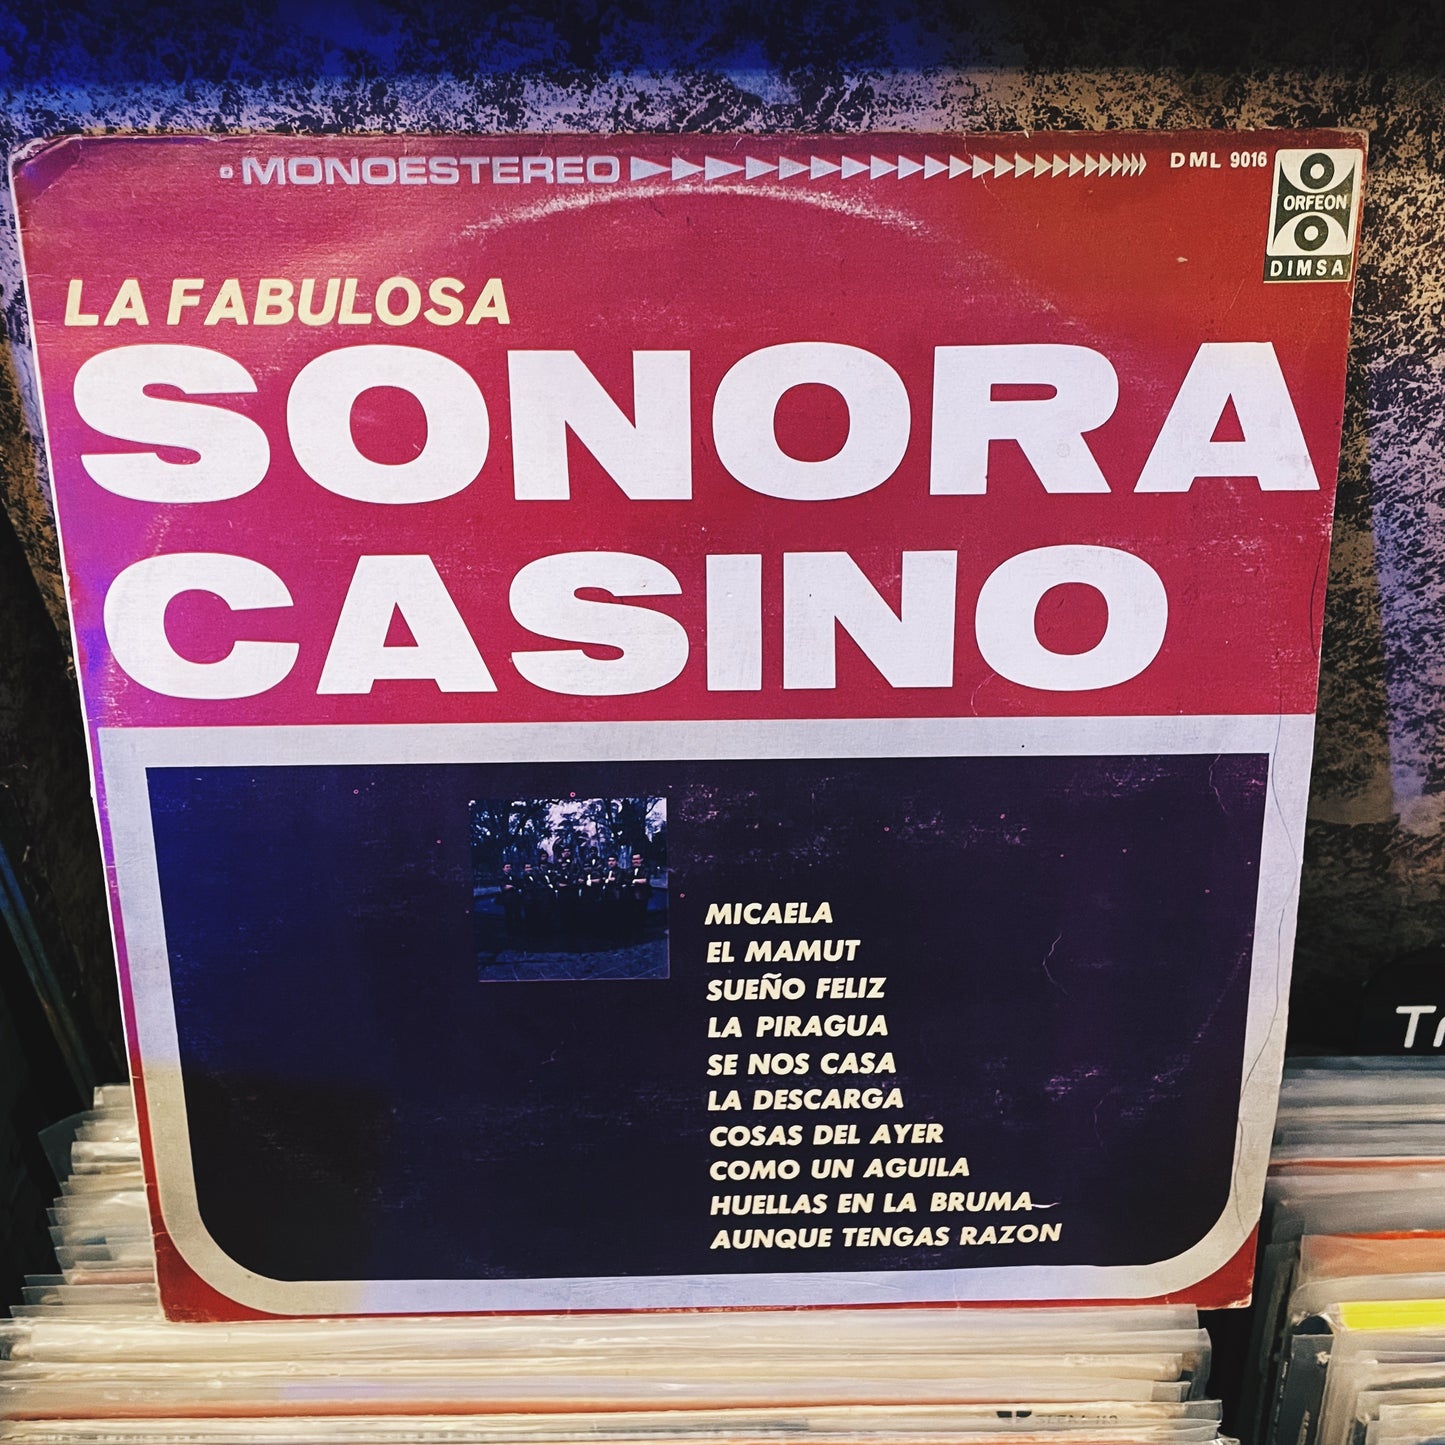 MONOESTEREO
DML 9016
ORFEON
DIMSA
LA FABULOSA
SONORA
CASINO
MICAELA
EL MAMUT
SUEÑO FELIZ
LA PIRAGUA
SE NOS CASA
LA DESCARGA
COSAS DEL AYER
COMO UN AGUILA
HUELLAS EN LA BRUMA
AUNQUE TENGAS RAZON